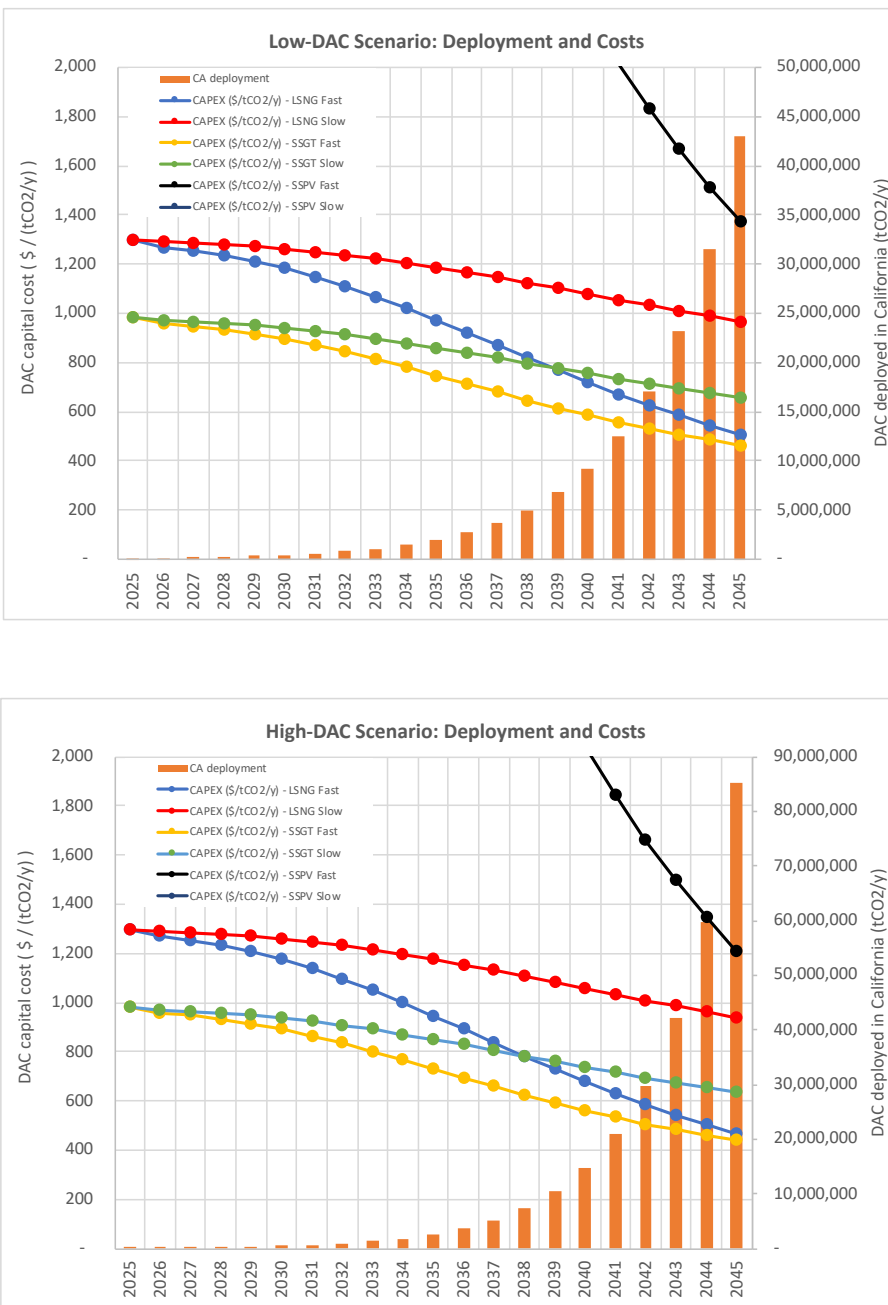 Low-DAC Scenario: Deployment and Costs
DAC capital cost ( $ / (tCO2/y) )
2,000
1,800
1,600
1,400
1,200
1,000
800
600
400
200
-
CA deployment
CAPEX ($/tCO2/y) - LSNG Fast
CAPEX ($/tCO2/y) - LSNG Slow
CAPEX ($/tCO2/y) - SSGT Fast
CAPEX ($/tCO2/y) - SSGT Slow
CAPEX ($/tCO2/y) - SSPV Fast
CAPEX ($/tCO2/y) - SSPV Slow
50,000,000
45,000,000
40,000,000
35,000,000
30,000,000
25,000,000
20,000,000
15,000,000
10,000,000
5,000,000
-
DAC deployed in California (tCO2/y)
2025 2026 2027 2028 2029 2030 2031 2032 2033 2034 2035 2036 2037 2038 2039 2040 2041 2042 2043 2044 2045
High-DAC Scenario: Deployment and Costs
DAC capital cost ( $ / (tCO2/y) )
2,000
1,800
1,600
1,400
1,200
1,000
800
600
400
200
-
CA deployment
CAPEX ($/tCO2/y) - LSNG Fast
CAPEX ($/tCO2/y) - LSNG Slow
CAPEX ($/tCO2/y) - SSGT Fast
CAPEX ($/tCO2/y) - SSGT Slow
CAPEX ($/tCO2/y) - SSPV Fast
CAPEX ($/tCO2/y) - SSPV Slow
90,000,000
80,000,000
70,000,000
60,000,000
50,000,000
40,000,000
30,000,000
20,000,000
10,000,000
-
DAC deployed in California (tCO2/y)
2025 2026 2027 2028 2029 2030 2031 2032 2033 2034 2035 2036 2037 2038 2039 2040 2041 2042 2043 2044 2045